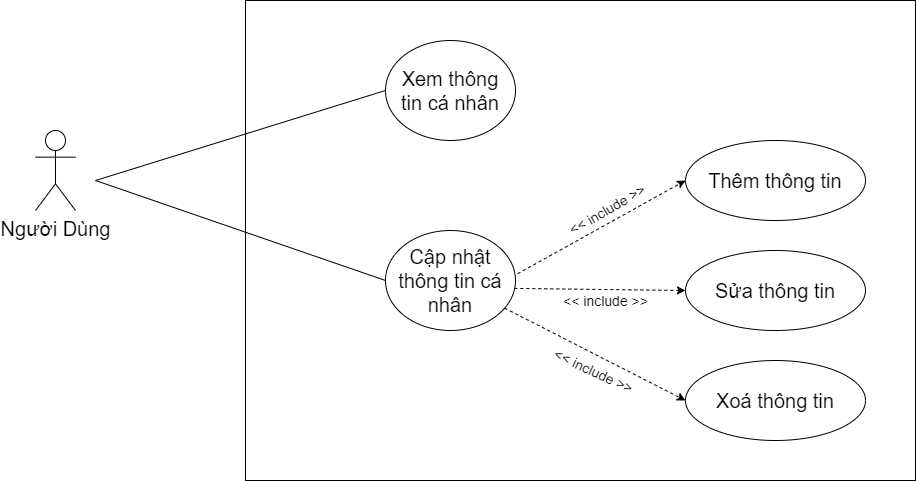 Xem thông
tin cá nhân
Người Dùng
Cập nhật
thông tin cá
nhân
<< include >>
Thêm thông tin
<< include >>
Sửa thông tin
<< include >>
Xoá thông tin